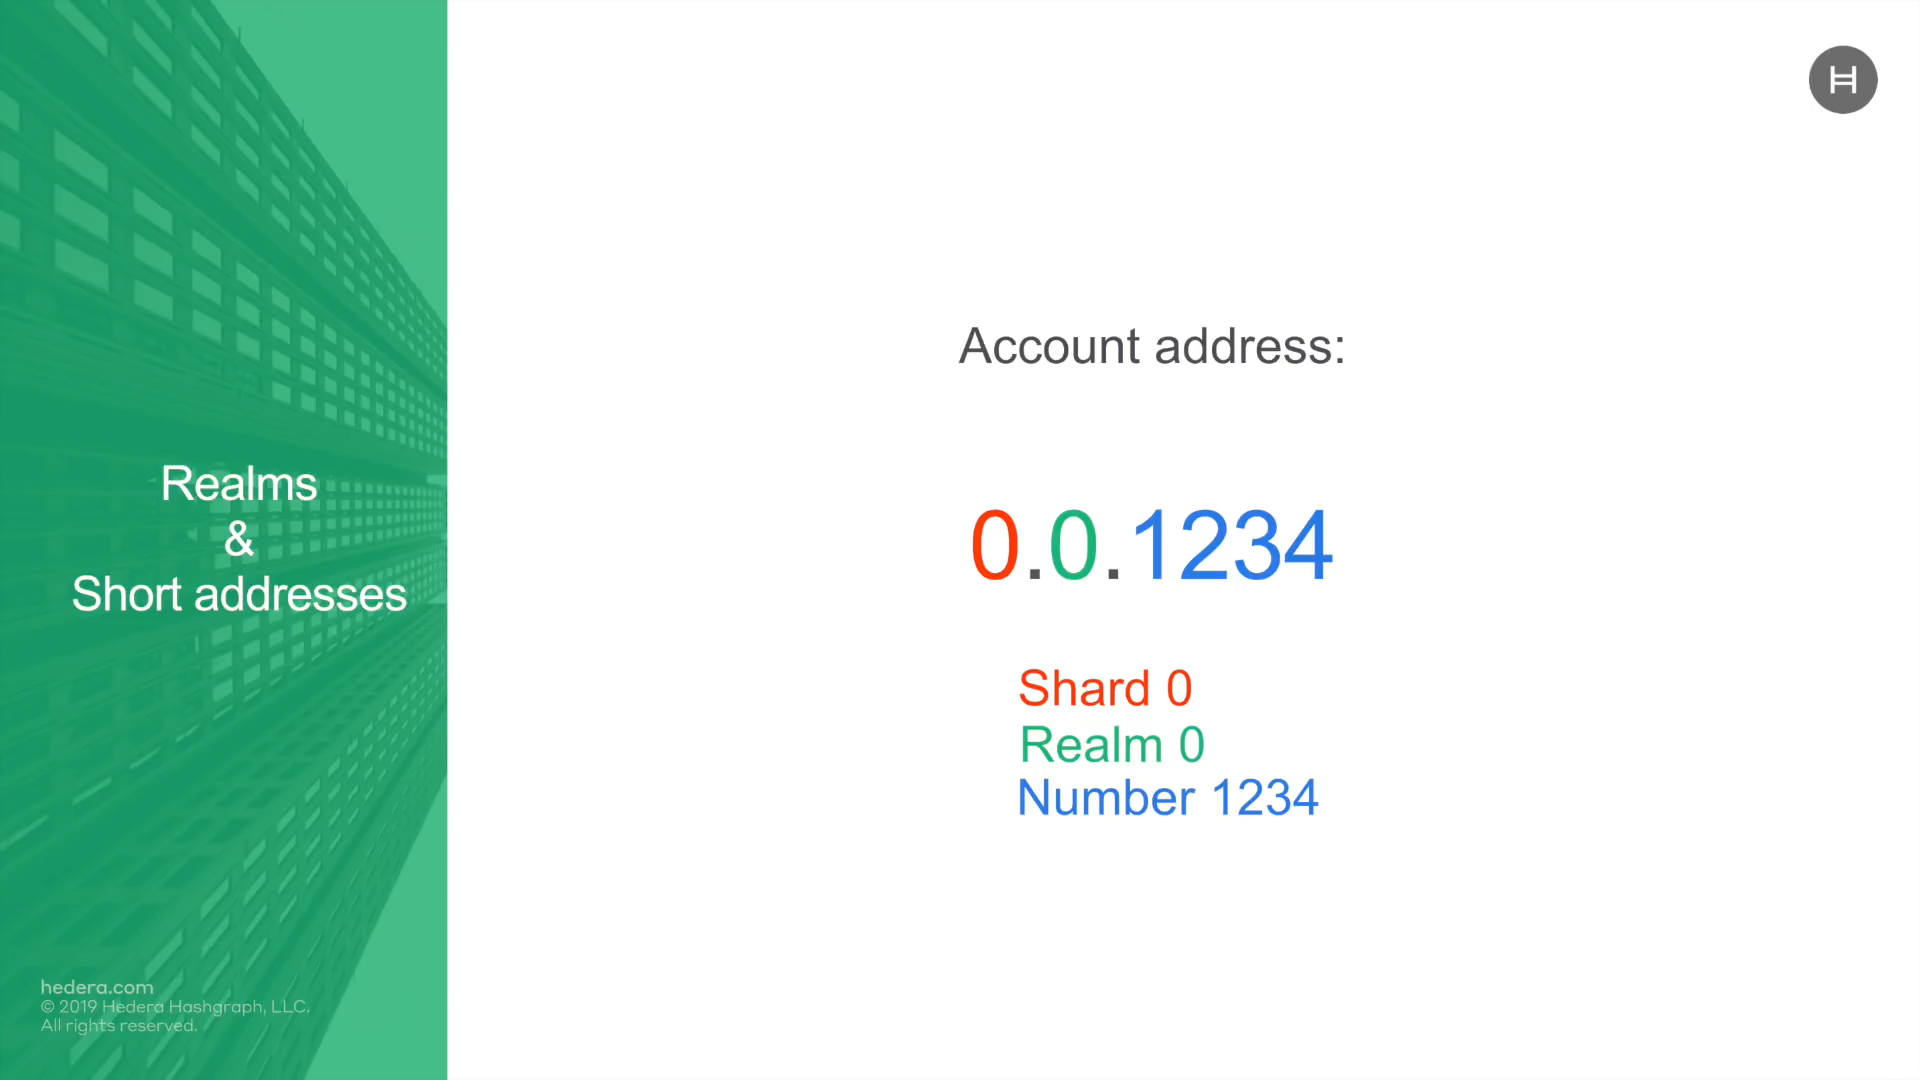 Realms
&
Short addresses
hedera.com
© 2019 Hedera Hashgraph, LLC.
All rights reserved.
H
Account address:
0.0.1234
Shard 0
Realm 0
Number 1234